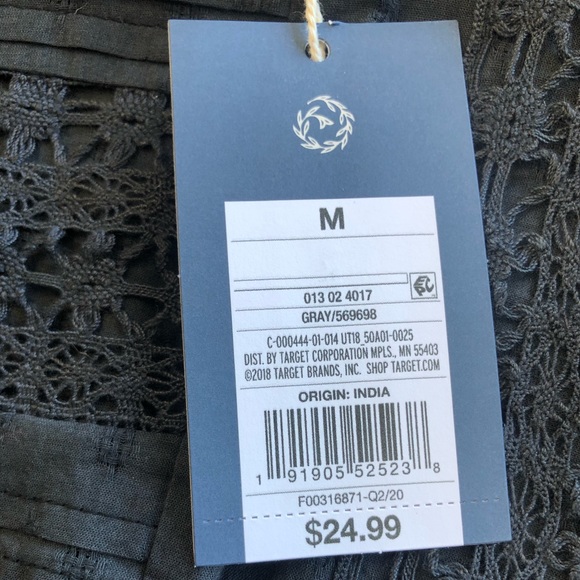 M
013 02 4017
GRAY/569698
C-000444-01-014 UT18_50A01-0025
DIST. BY TARGET CORPORATION MPLS., MN 55403
©2018 TARGET BRANDS, INC. SHOP TARGET.COM
ORIGIN: INDIA
1 91905 52523 8
F00316871-Q2/20
$24.99